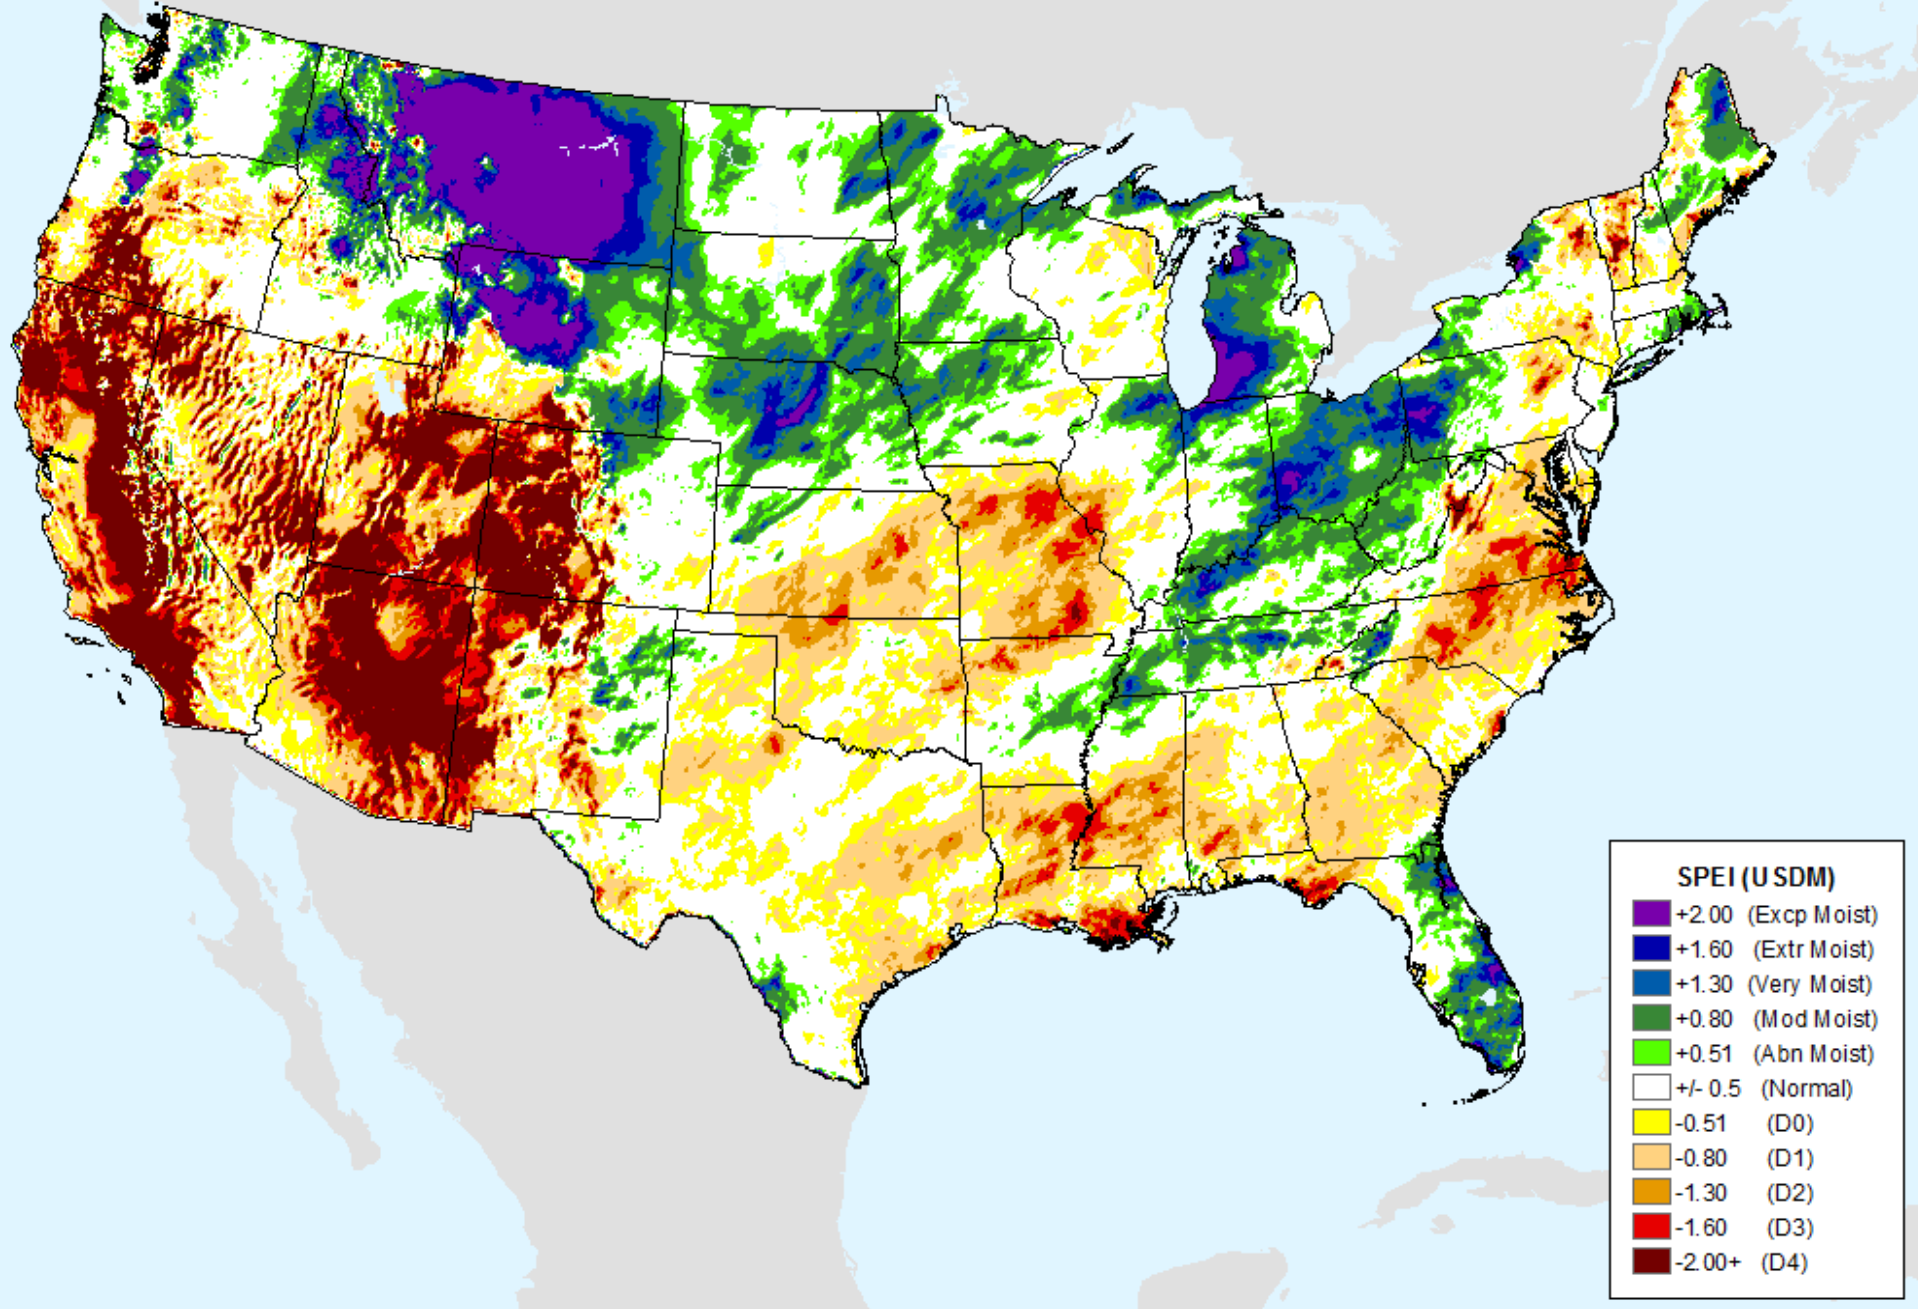 SPEI (USDM)
+2.00 (Excp Moist)
+1.60 (Extr Moist)
+1.30 (Very Moist)
+0.80 (Mod Moist)
+0.51 (Abn Moist)
+/- 0.5 (Normal)
-0.51 (D0)
-0.80 (D1)
-1.30 (D2)
-1.60 (D3)
-2.00+ (D4)